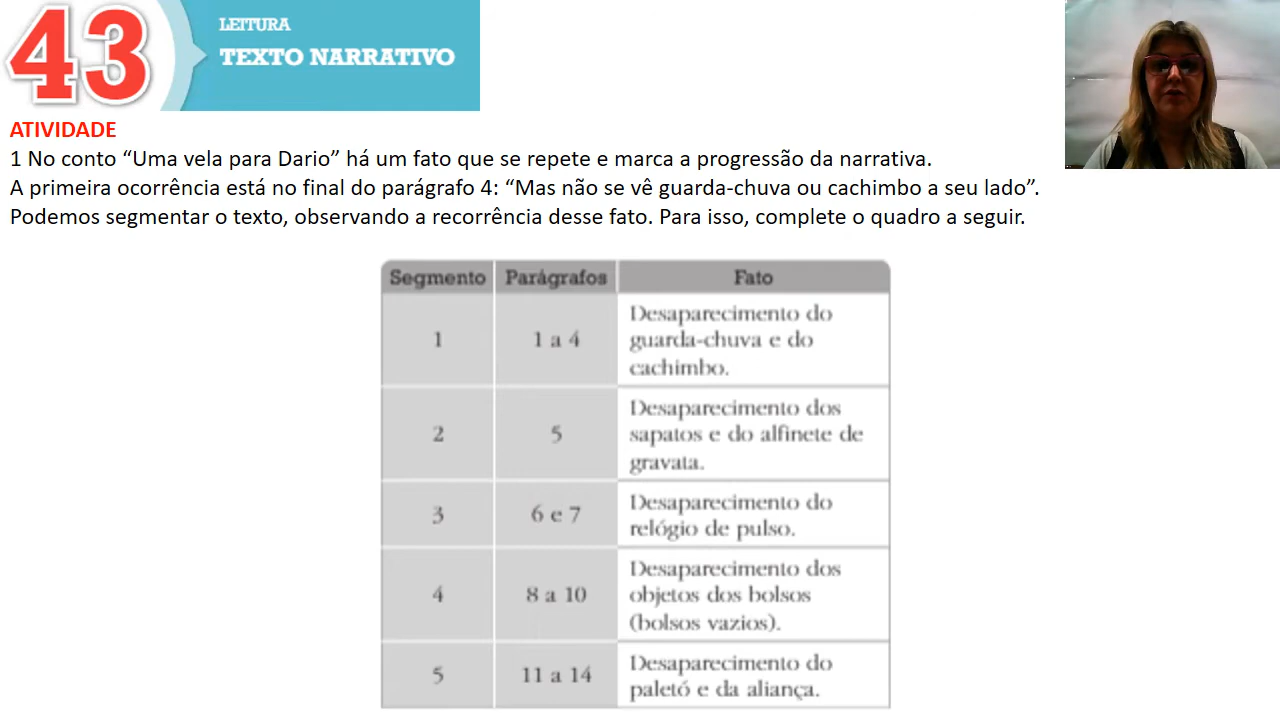 43
LEITURA
TEXTO NARRATIVO
ATIVIDADE
1 No conto “Uma vela para Dario” há um fato que se repete e marca a progressão da narrativa.
A primeira ocorrência está no final do parágrafo 4: “Mas não se vê guarda-chuva ou cachimbo a seu lado”.
Podemos segmentar o texto, observando a recorrência desse fato. Para isso, complete o quadro a seguir.
Segmento Parágrafos Fato
1 1 a 4 Desaparecimento do
guarda-chuva e do
cachimbo.
2 5 Desaparecimento dos
sapatos e do alfinete de
gravata.
3 6 e 7 Desaparecimento do
relógio de pulso.
4 8 a 10 Desaparecimento dos
objetos dos bolsos
(bolsos vazios).
5 11 a 14 Desaparecimento do
paletó e da aliança.